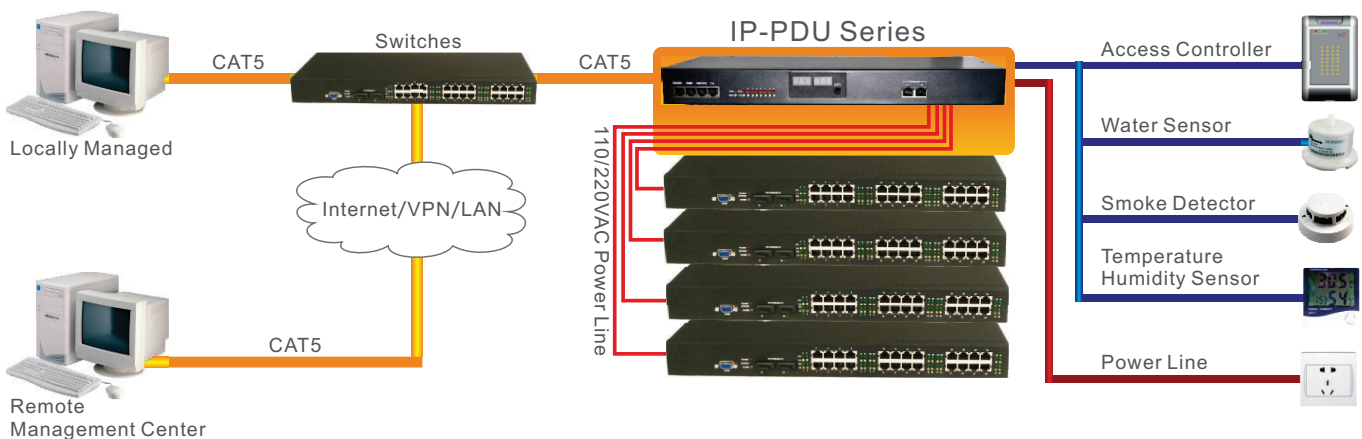 IP-PDU Series
Switches
CAT5
CAT5
Locally Managed
Internet/VPN/LAN
CAT5
Remote
Management Center
110/220VAC Power Line
Access Controller
Water Sensor
Smoke Detector
Temperature
Humidity Sensor
Power Line